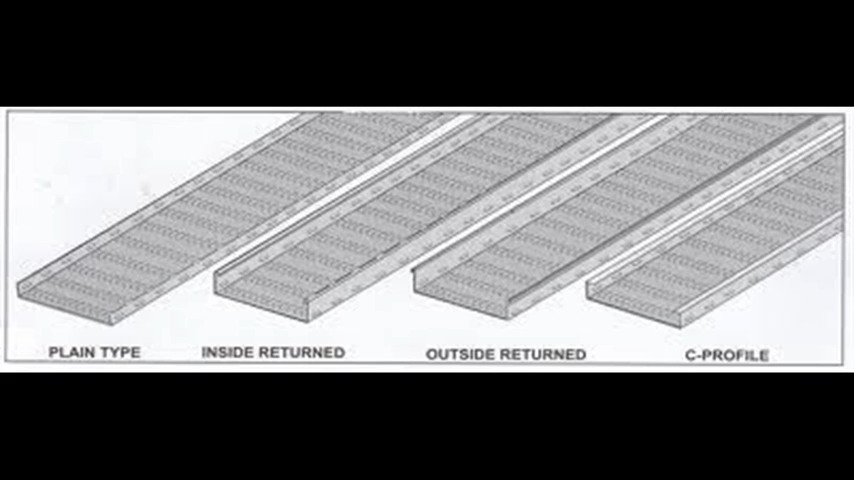 PLAIN TYPE
INSIDE RETURNED
OUTSIDE RETURNED
C-PROFILE